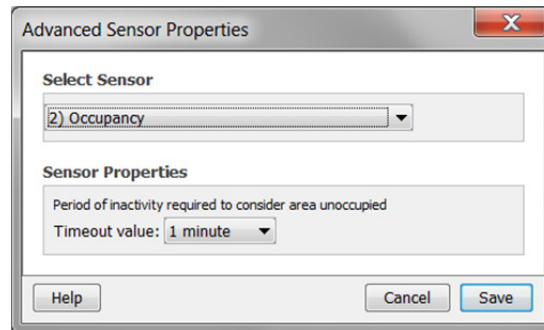 Advanced Sensor Properties
Select Sensor
2) Occupancy
Sensor Properties
Period of inactivity required to consider area unoccupied
Timeout value: 1 minute
Help Cancel Save